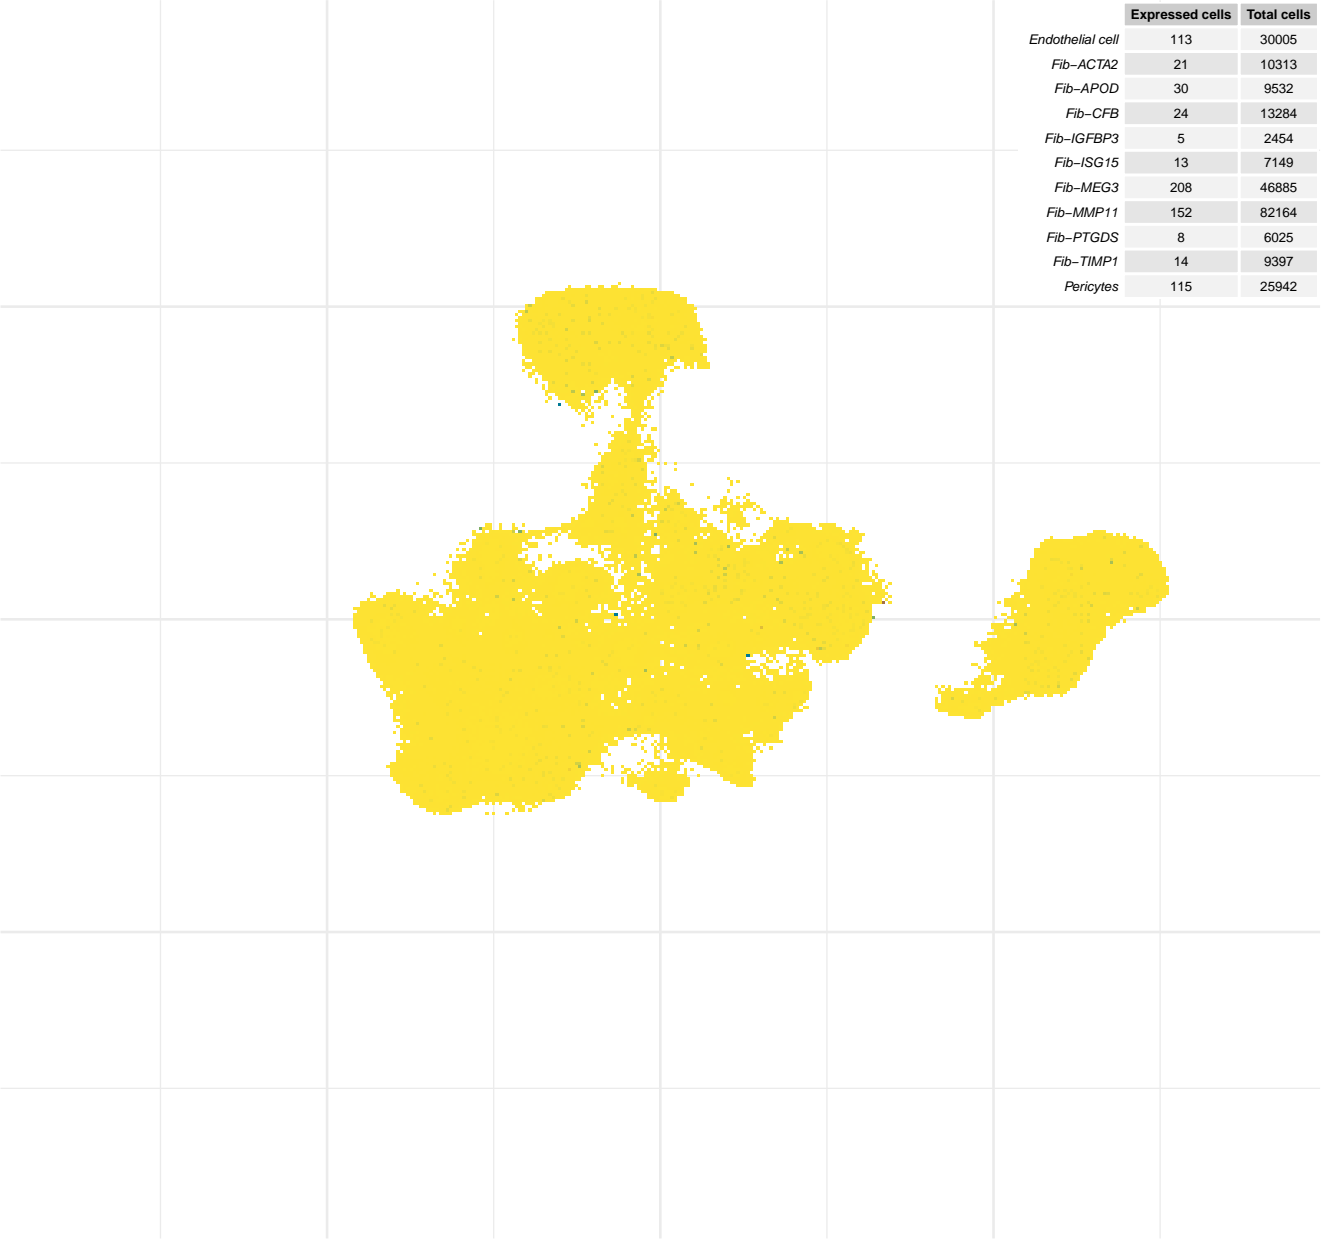 Expressed cells Total cells
Endothelial cell 113 30005
Fib−ACTA2 21 10313
Fib−APOD 30 9532
Fib−CFB 24 13284
Fib−IGFBP3 5 2454
Fib−ISG15 13 7149
Fib−MEG3 208 46885
Fib−MMP11 152 82164
Fib−PTGDS 8 6025
Fib−TIMP1 14 9397
Pericytes 115 25942